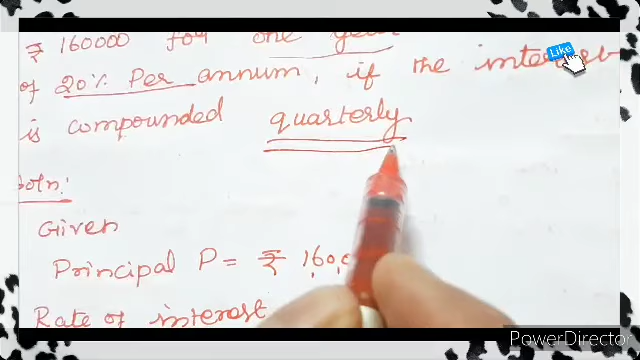 ₹ 160000 for one year
of 20% Per annum, if the interest
is compounded quarterly
Soln:
Given
Principal P = ₹ 160,0
Rate of interest
Like
PowerDirector